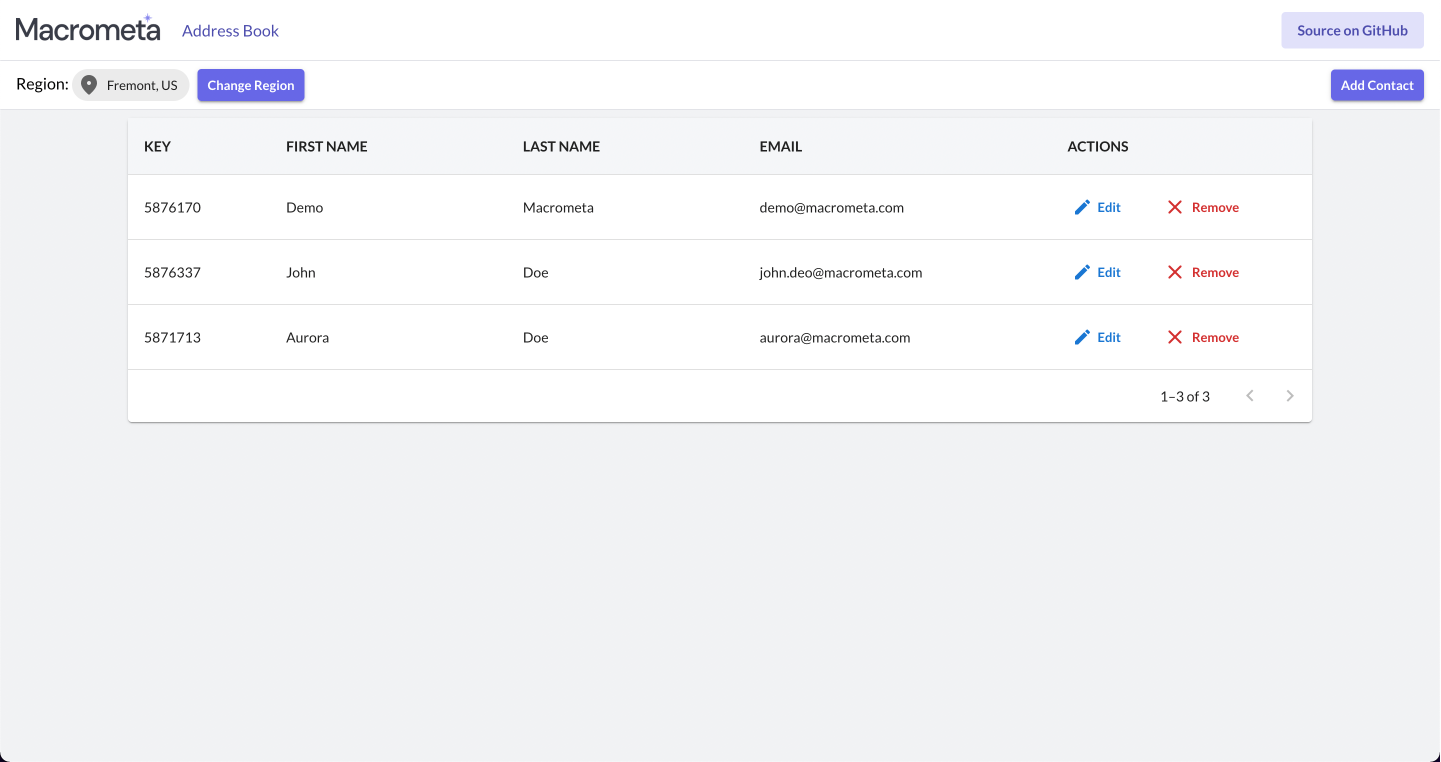 Macrometa Address Book Source on GitHub
Region: Fremont, US Change Region Add Contact
KEY FIRST NAME LAST NAME EMAIL ACTIONS
5876170 Demo Macrometa demo@macrometa.com Edit Remove
5876337 John Doe john.deo@macrometa.com Edit Remove
5871713 Aurora Doe aurora@macrometa.com Edit Remove
1–3 of 3